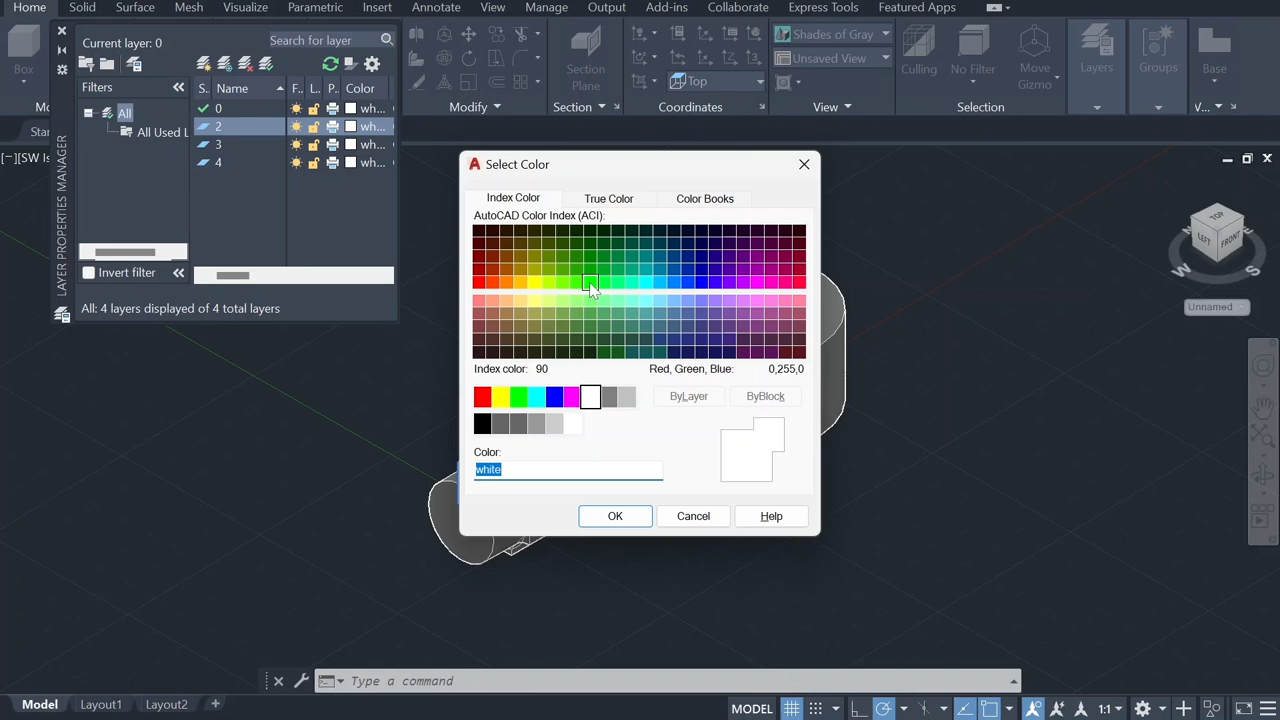 Home Solid Surface Mesh Visualize Parametric Insert Annotate View Manage Output Add-ins Collaborate Express Tools Featured Apps
Current layer: 0
Search for layer
Filters
S. Name F. L.. P. Color
All
All Used L
0 wh...
2 wh...
3 wh...
4 wh...
Invert filter
All: 4 layers displayed of 4 total layers
LAYER PROPERTIES MANAGER
Box
Modify
Section Plane
Section
Top
Coordinates
Shades of Gray
Unsaved View
View
Culling
No Filter
Move Gizmo
Selection
Layers
Groups
Base
V...
Select Color
Index Color True Color Color Books
AutoCAD Color Index (ACI):
Index color: 90 Red, Green, Blue: 0,255,0
ByLayer ByBlock
Color:
white
OK Cancel Help
TOP
LEFT FRONT
W S
Unnamed
Type a command
Model Layout1 Layout2 +
MODEL 1:1